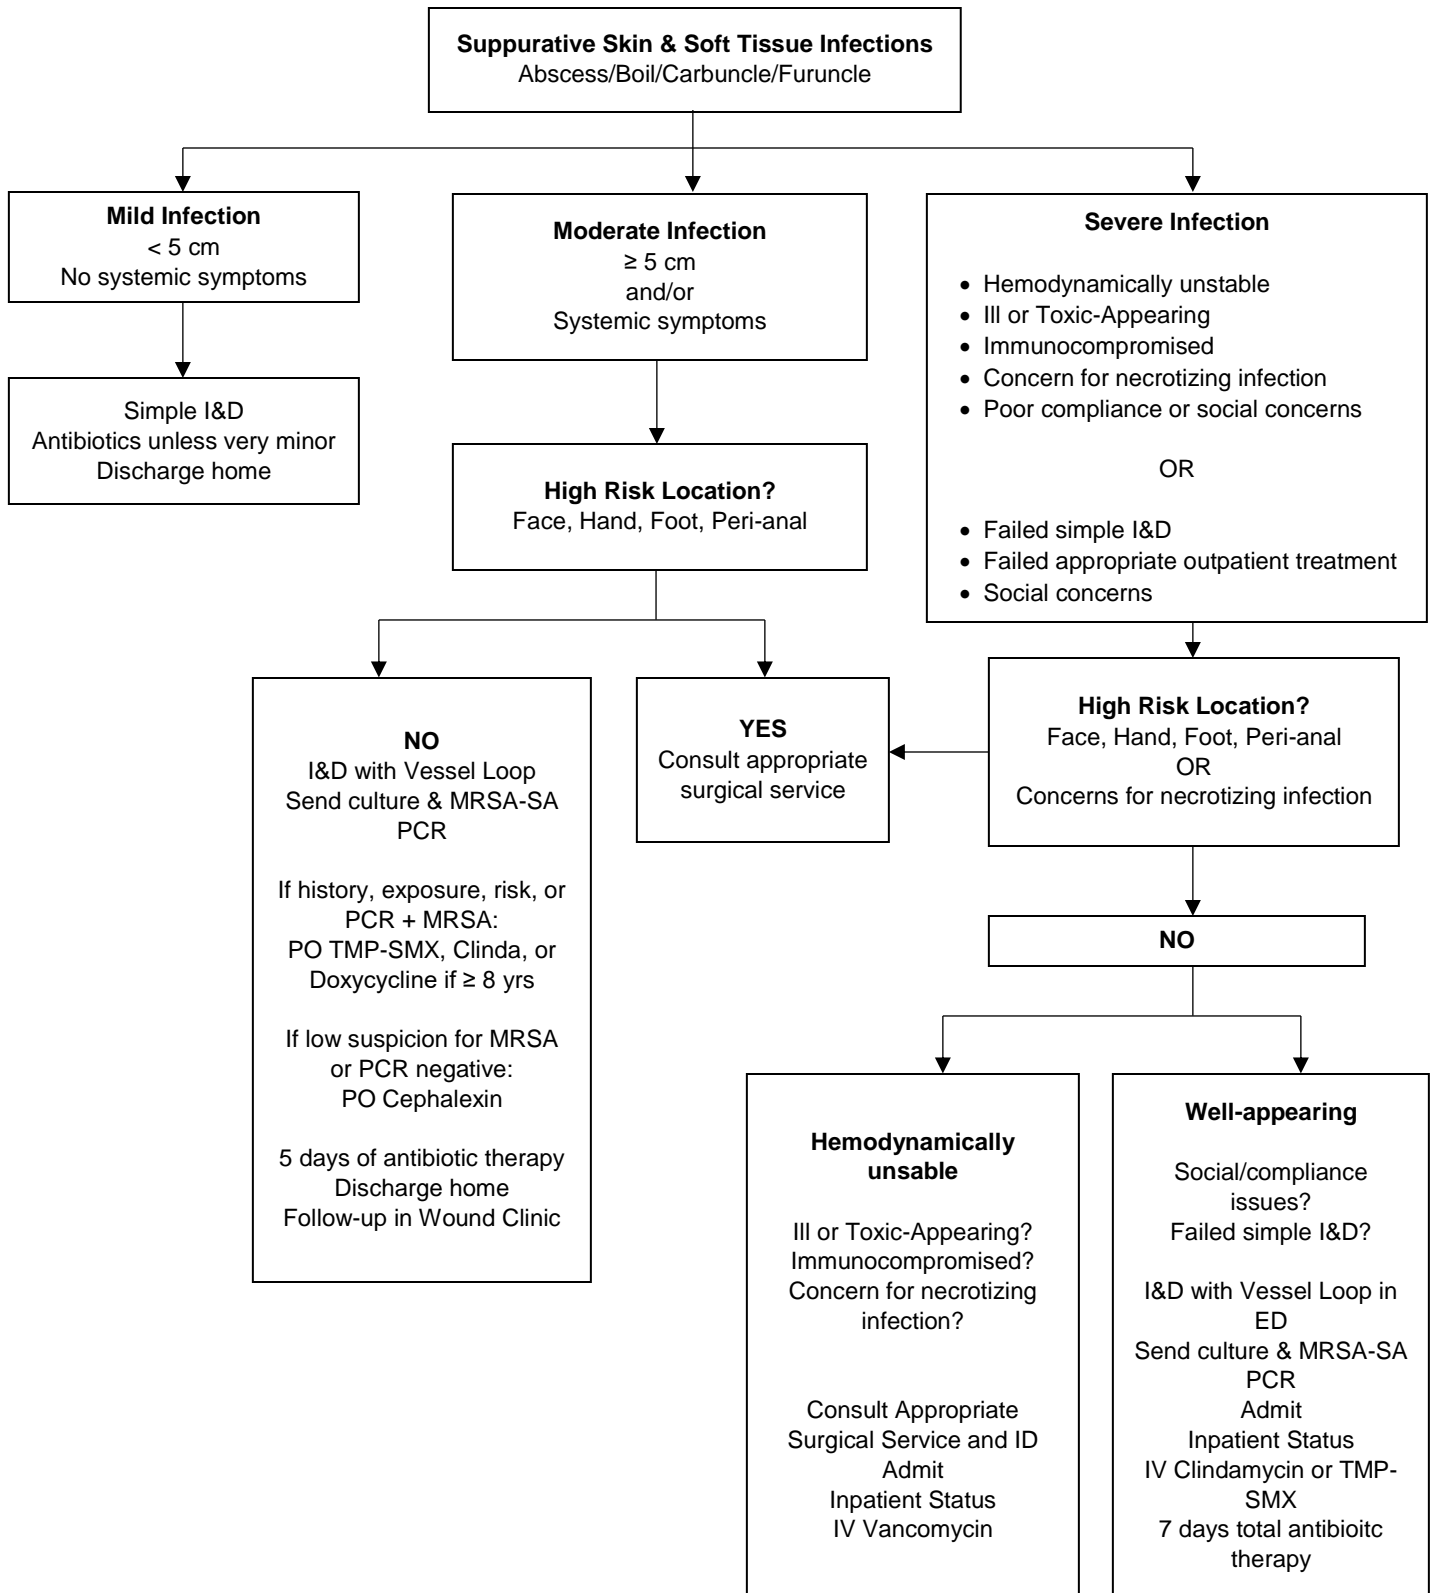 Suppurative Skin & Soft Tissue Infections
Abscess/Boil/Carbuncle/Furuncle
Mild Infection
< 5 cm
No systemic symptoms
Simple I&D
Antibiotics unless very minor
Discharge home
Moderate Infection
≥ 5 cm
and/or
Systemic symptoms
High Risk Location?
Face, Hand, Foot, Peri-anal
NO
I&D with Vessel Loop
Send culture & MRSA-SA
PCR
If history, exposure, risk, or
PCR + MRSA:
PO TMP-SMX, Clinda, or
Doxycycline if ≥ 8 yrs
If low suspicion for MRSA
or PCR negative:
PO Cephalexin
5 days of antibiotic therapy
Discharge home
Follow-up in Wound Clinic
YES
Consult appropriate
surgical service
Severe Infection
• Hemodynamically unstable
• Ill or Toxic-Appearing
• Immunocompromised
• Concern for necrotizing infection
• Poor compliance or social concerns
OR
• Failed simple I&D
• Failed appropriate outpatient treatment
• Social concerns
High Risk Location?
Face, Hand, Foot, Peri-anal
OR
Concerns for necrotizing infection
NO
Hemodynamically
unsable
Ill or Toxic-Appearing?
Immunocompromised?
Concern for necrotizing
infection?
Consult Appropriate
Surgical Service and ID
Admit
Inpatient Status
IV Vancomycin
Well-appearing
Social/compliance
issues?
Failed simple I&D?
I&D with Vessel Loop in
ED
Send culture & MRSA-SA
PCR
Admit
Inpatient Status
IV Clindamycin or TMP-
SMX
7 days total antibioitc
therapy